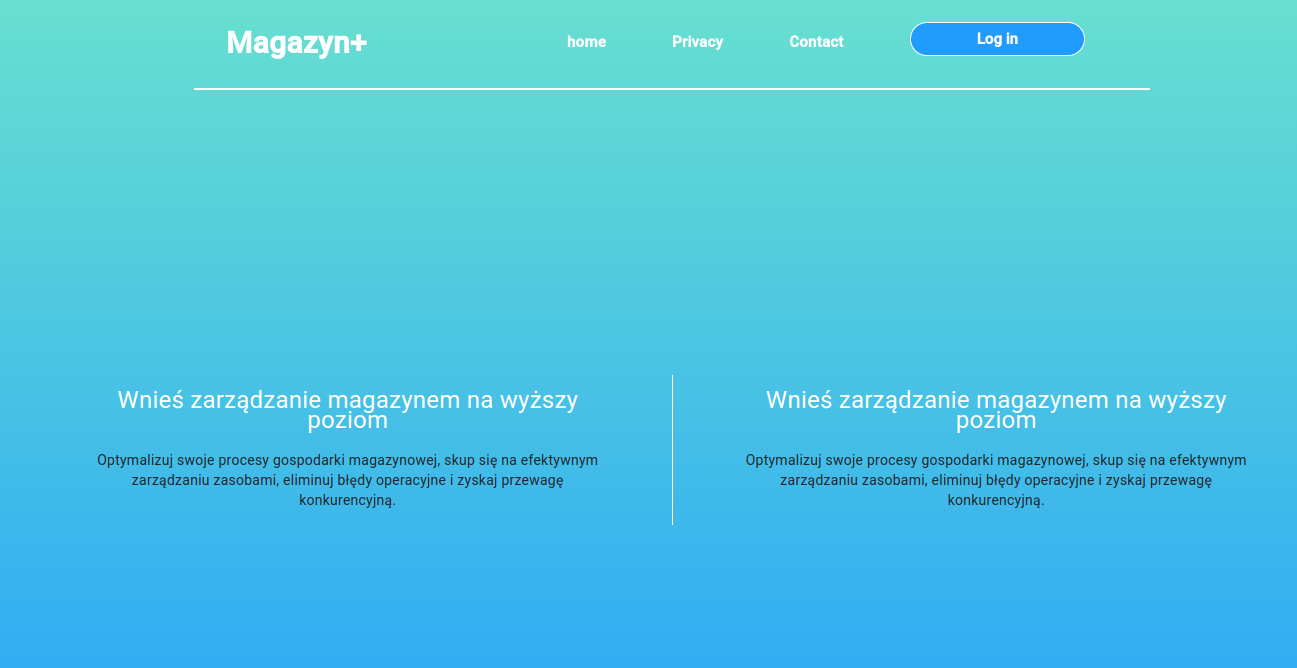 Magazyn+
home
Privacy
Contact
Log in
Wnieś zarządzanie magazynem na wyższy
poziom
Optymalizuj swoje procesy gospodarki magazynowej, skup się na efektywnym
zarządzaniu zasobami, eliminuj błędy operacyjne i zyskaj przewagę
konkurencyjną.
Wnieś zarządzanie magazynem na wyższy
poziom
Optymalizuj swoje procesy gospodarki magazynowej, skup się na efektywnym
zarządzaniu zasobami, eliminuj błędy operacyjne i zyskaj przewagę
konkurencyjną.